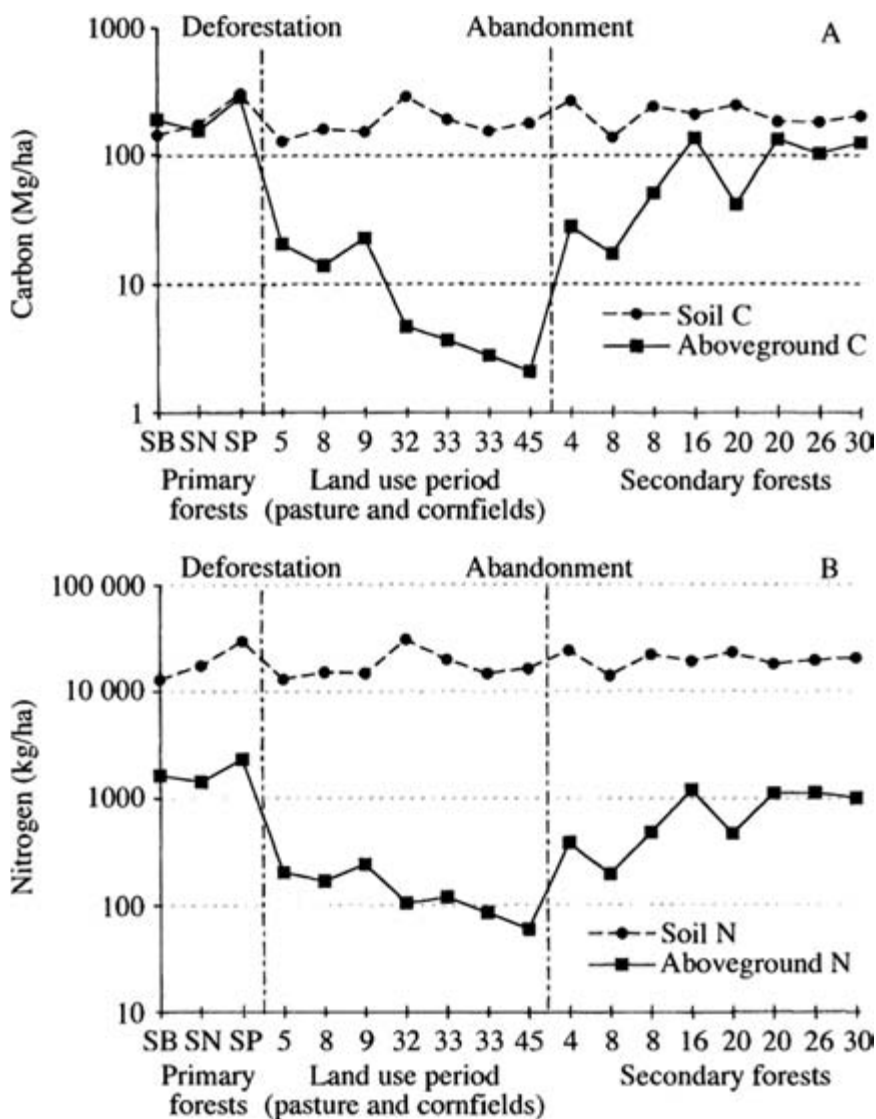 Deforestation Abandonment A
1000
100
10
1
Carbon (Mg/ha)
Soil C
Aboveground C
SB SN SP 5 8 9 32 33 33 45 4 8 8 16 20 20 26 30
Primary Land use period Secondary forests
forests (pasture and cornfields)
Deforestation Abandonment B
100 000
10 000
1000
100
10
Nitrogen (kg/ha)
Soil N
Aboveground N
SB SN SP 5 8 9 32 33 33 45 4 8 8 16 20 20 26 30
Primary Land use period Secondary forests
forests (pasture and cornfields)